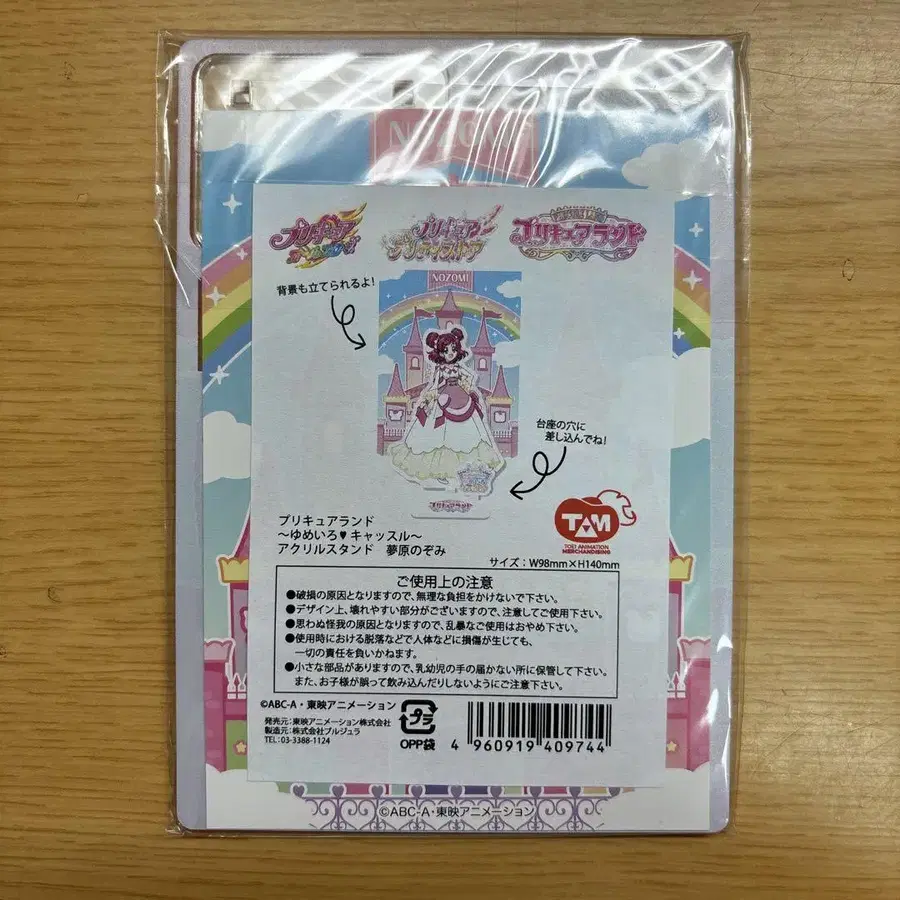 NOZOMI
プリキュア
オールスターズ
プリキュア
プリティストア
プリキュアランド
背景も立てられるよ!
NOZOMI
台座の穴に
差し込んでね!
プリキュアランド
プリキュアランド
~ゆめいろ♥キャッスル~
アクリルスタンド 夢原のぞみ
TAM
TOEI ANIMATION
MERCHANDISING
サイズ:W98mm×H140mm
ご使用上の注意
●破損の原因となりますので、無理な負担をかけないで下さい。
●デザイン上、壊れやすい部分がございますので、注意してご使用下さい。
●思わぬ怪我の原因となりますので、乱暴なご使用はおやめ下さい。
●使用時における脱落などで人体などに損傷が生じても、
一切の責任を負いかねます。
●小さな部品がありますので、乳幼児の手の届かない所に保管して下さい。
また、お子様が誤って飲み込んだりしないようにご注意下さい。
©ABC-A・東映アニメーション
発売元:東映アニメーション株式会社
製造元:株式会社ブルジュラ
TEL:03-3388-1124
プラ
OPP袋
4 960919 409744
©ABC-A・東映アニメーション